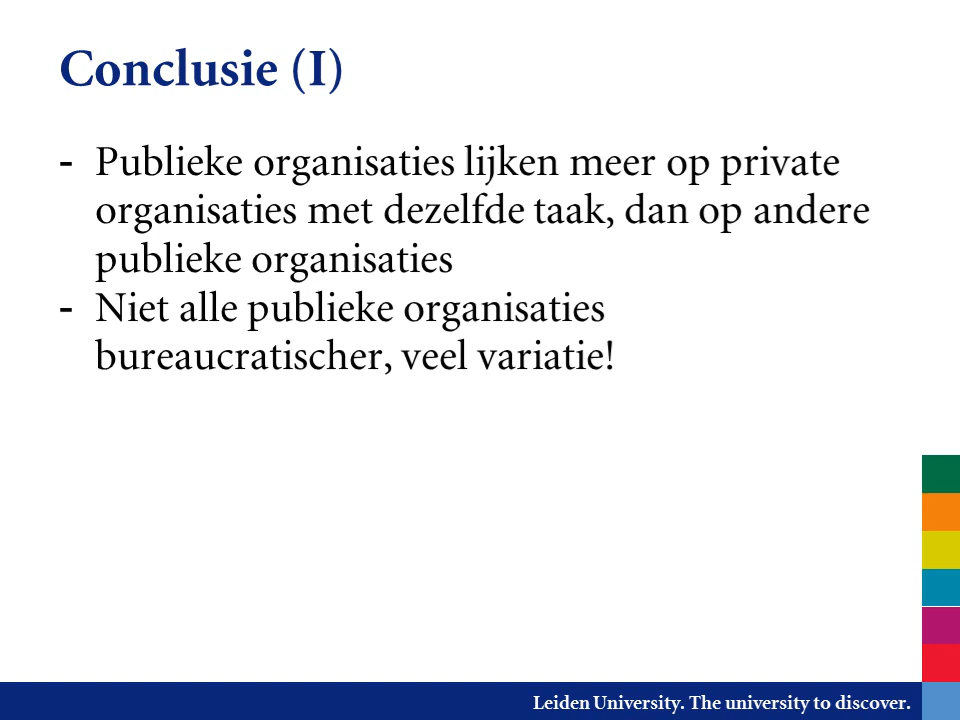 Conclusie (I)
- Publieke organisaties lijken meer op private
organisaties met dezelfde taak, dan op andere
publieke organisaties
- Niet alle publieke organisaties
bureaucratischer, veel variatie!
Leiden University. The university to discover.